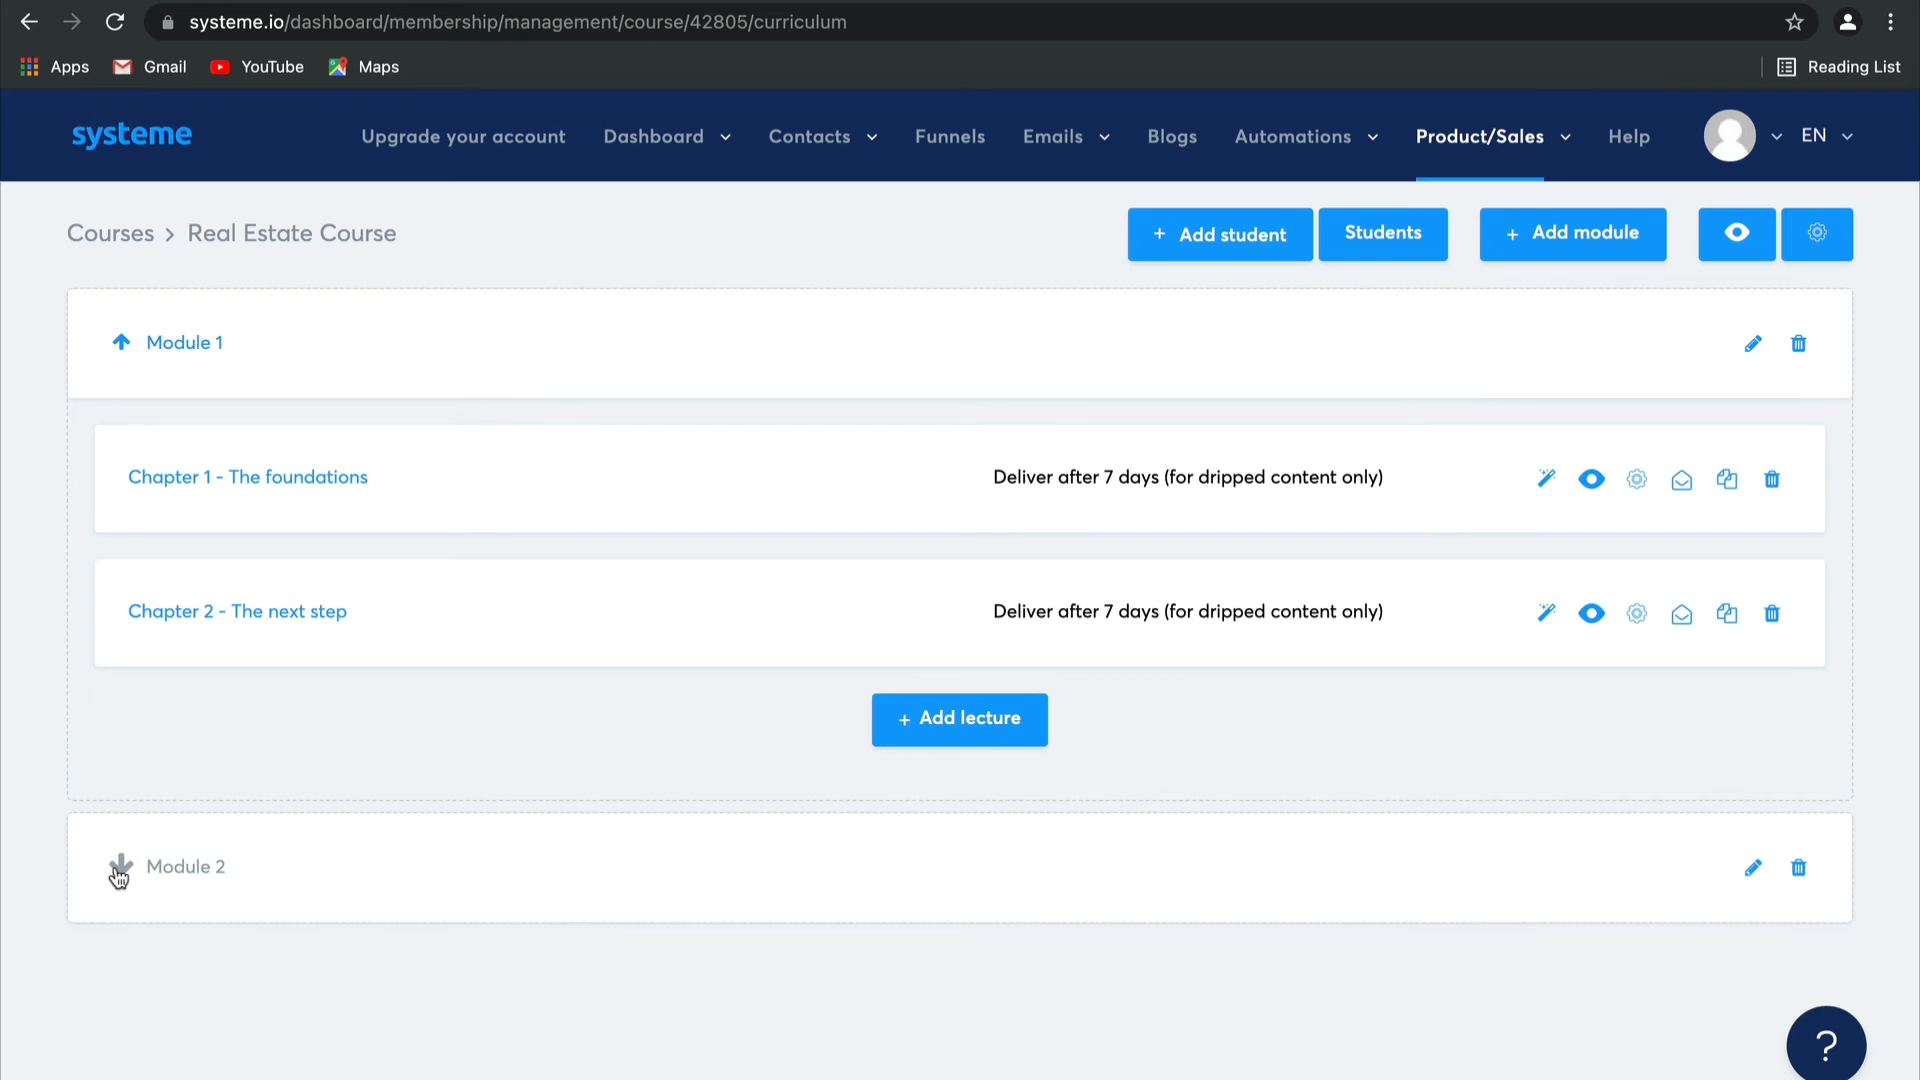 systeme.io/dashboard/membership/management/course/42805/curriculum
Apps Gmail YouTube Maps Reading List
systeme Upgrade your account Dashboard Contacts Funnels Emails Blogs Automations Product/Sales Help EN
Courses > Real Estate Course + Add student Students + Add module
Module 1
Chapter 1 - The foundations Deliver after 7 days (for dripped content only)
Chapter 2 - The next step Deliver after 7 days (for dripped content only)
+ Add lecture
Module 2
?